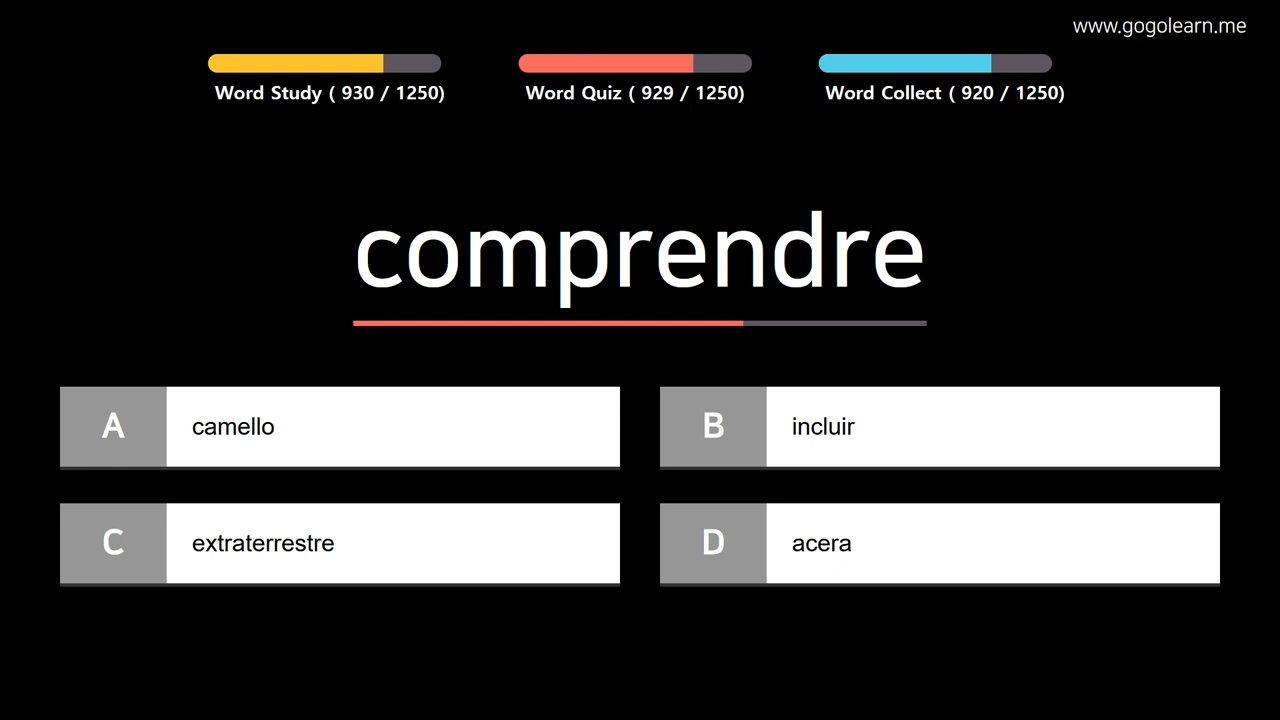 www.gogolearn.me
Word Study ( 930 / 1250)
Word Quiz ( 929 / 1250)
Word Collect ( 920 / 1250)
comprendre
A
camello
B
incluir
C
extraterrestre
D
acera